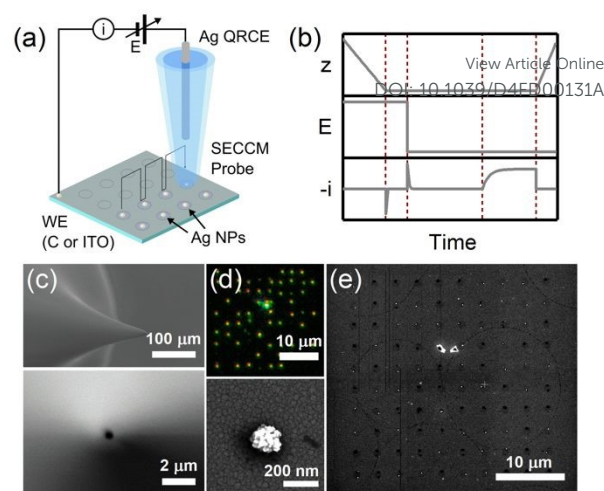 (a)
i
E
Ag QRCE
SECCM
Probe
WE
(C or ITO)
Ag NPs
(b)
z
E
-i
Time
View Article Online
DOI: 10.1039/D4FD00131A
(c)
100 μm
2 μm
(d)
10 μm
200 nm
(e)
10 μm